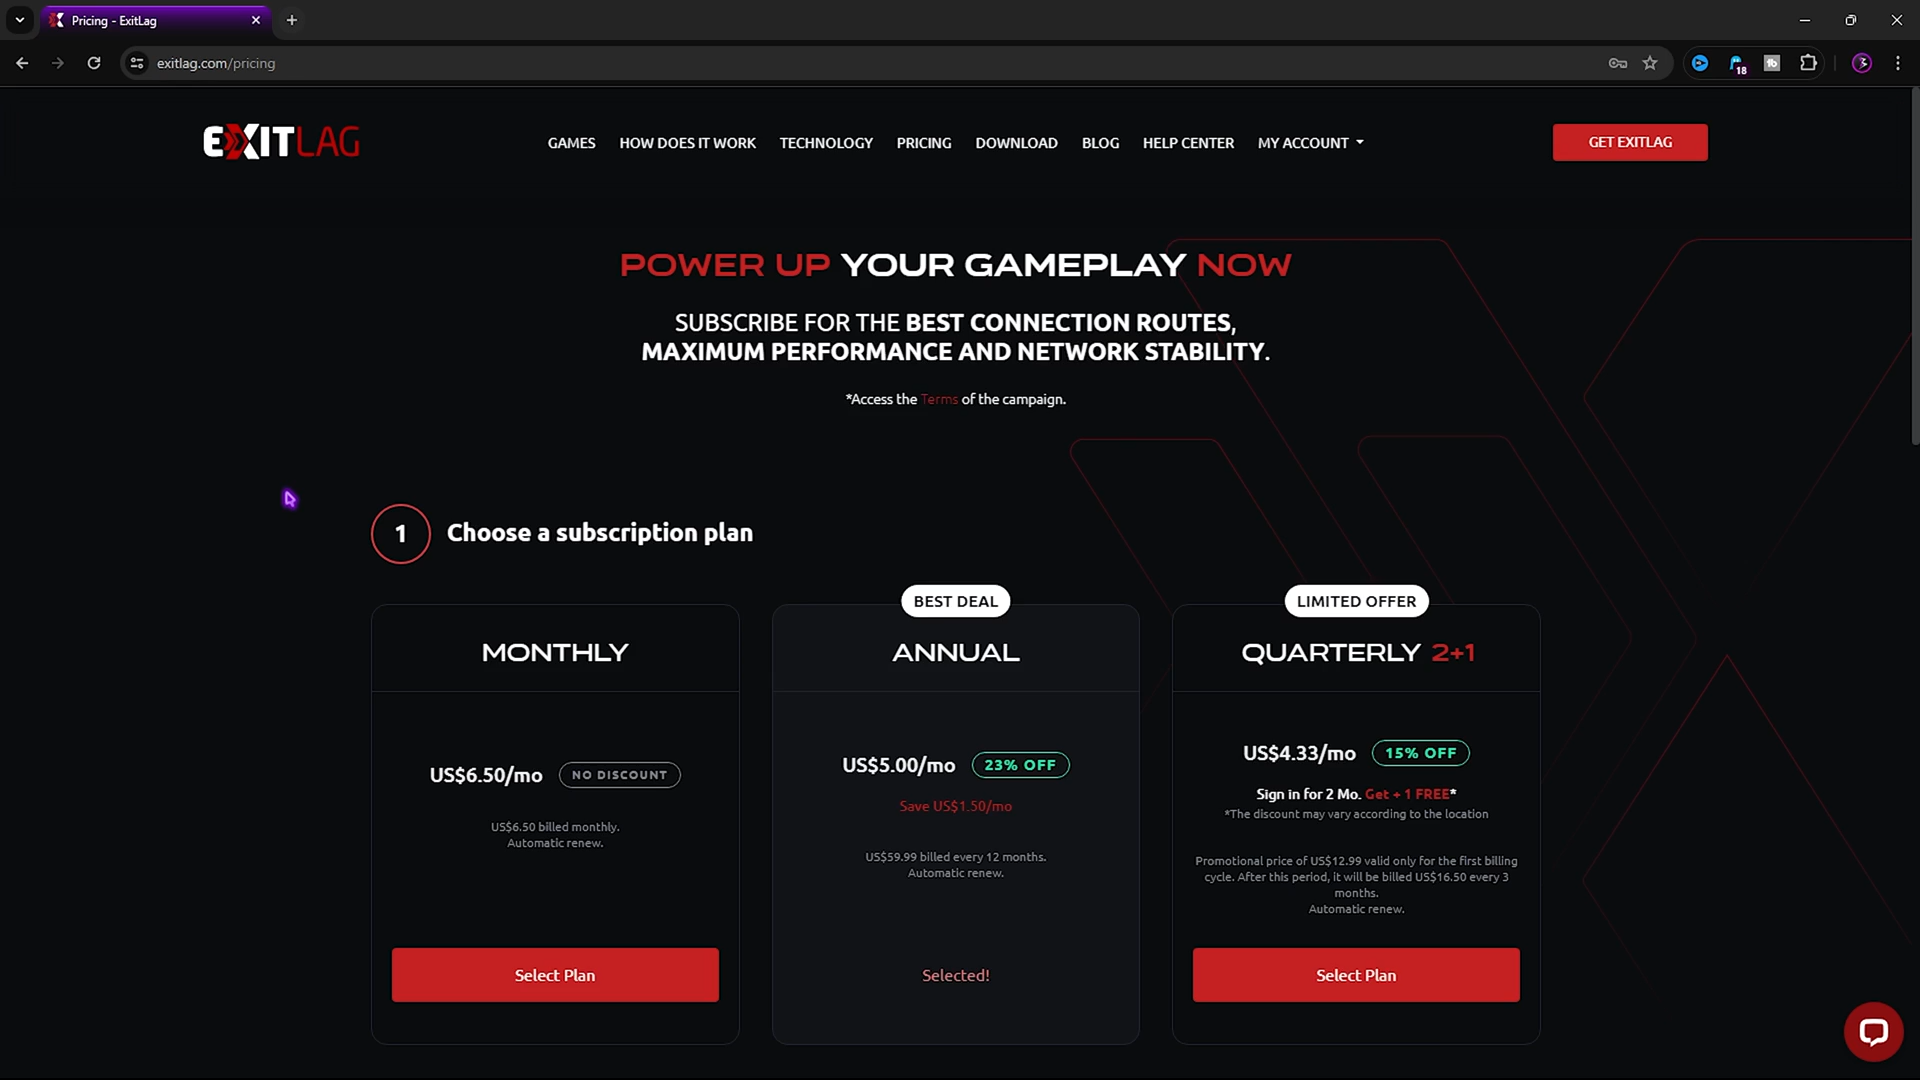 Pricing - ExitLag
exitlag.com/pricing
18
EXITLAG
GAMES
HOW DOES IT WORK
TECHNOLOGY
PRICING
DOWNLOAD
BLOG
HELP CENTER
MY ACCOUNT
GET EXITLAG
POWER UP YOUR GAMEPLAY NOW
SUBSCRIBE FOR THE BEST CONNECTION ROUTES,
MAXIMUM PERFORMANCE AND NETWORK STABILITY.
*Access the Terms of the campaign.
1
Choose a subscription plan
MONTHLY
US$6.50/mo
NO DISCOUNT
US$6.50 billed monthly.
Automatic renew.
Select Plan
BEST DEAL
ANNUAL
US$5.00/mo
23% OFF
Save US$1.50/mo
US$59.99 billed every 12 months.
Automatic renew.
Selected!
LIMITED OFFER
QUARTERLY 2+1
US$4.33/mo
15% OFF
Sign in for 2 Mo. Get + 1 FREE*
*The discount may vary according to the location
Promotional price of US$12.99 valid only for the first billing
cycle. After this period, it will be billed US$16.50 every 3
months.
Automatic renew.
Select Plan